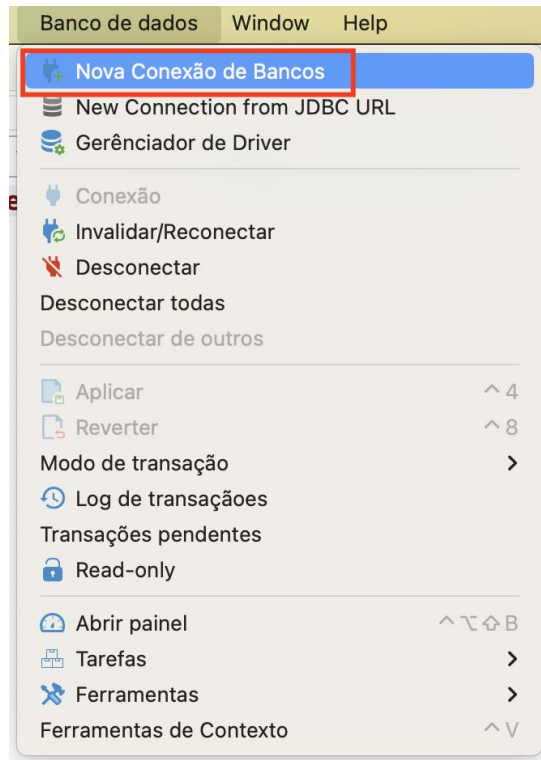 Banco de dados Window Help
Nova Conexão de Bancos
New Connection from JDBC URL
Gerênciador de Driver
e
Conexão
Invalidar/Reconectar
Desconectar
Desconectar todas
Desconectar de outros
Aplicar ^ 4
Reverter ^ 8
Modo de transação
Log de transaçãoes
Transações pendentes
Read-only
Abrir painel ^⌥⇧B
Tarefas
Ferramentas
Ferramentas de Contexto ^ V